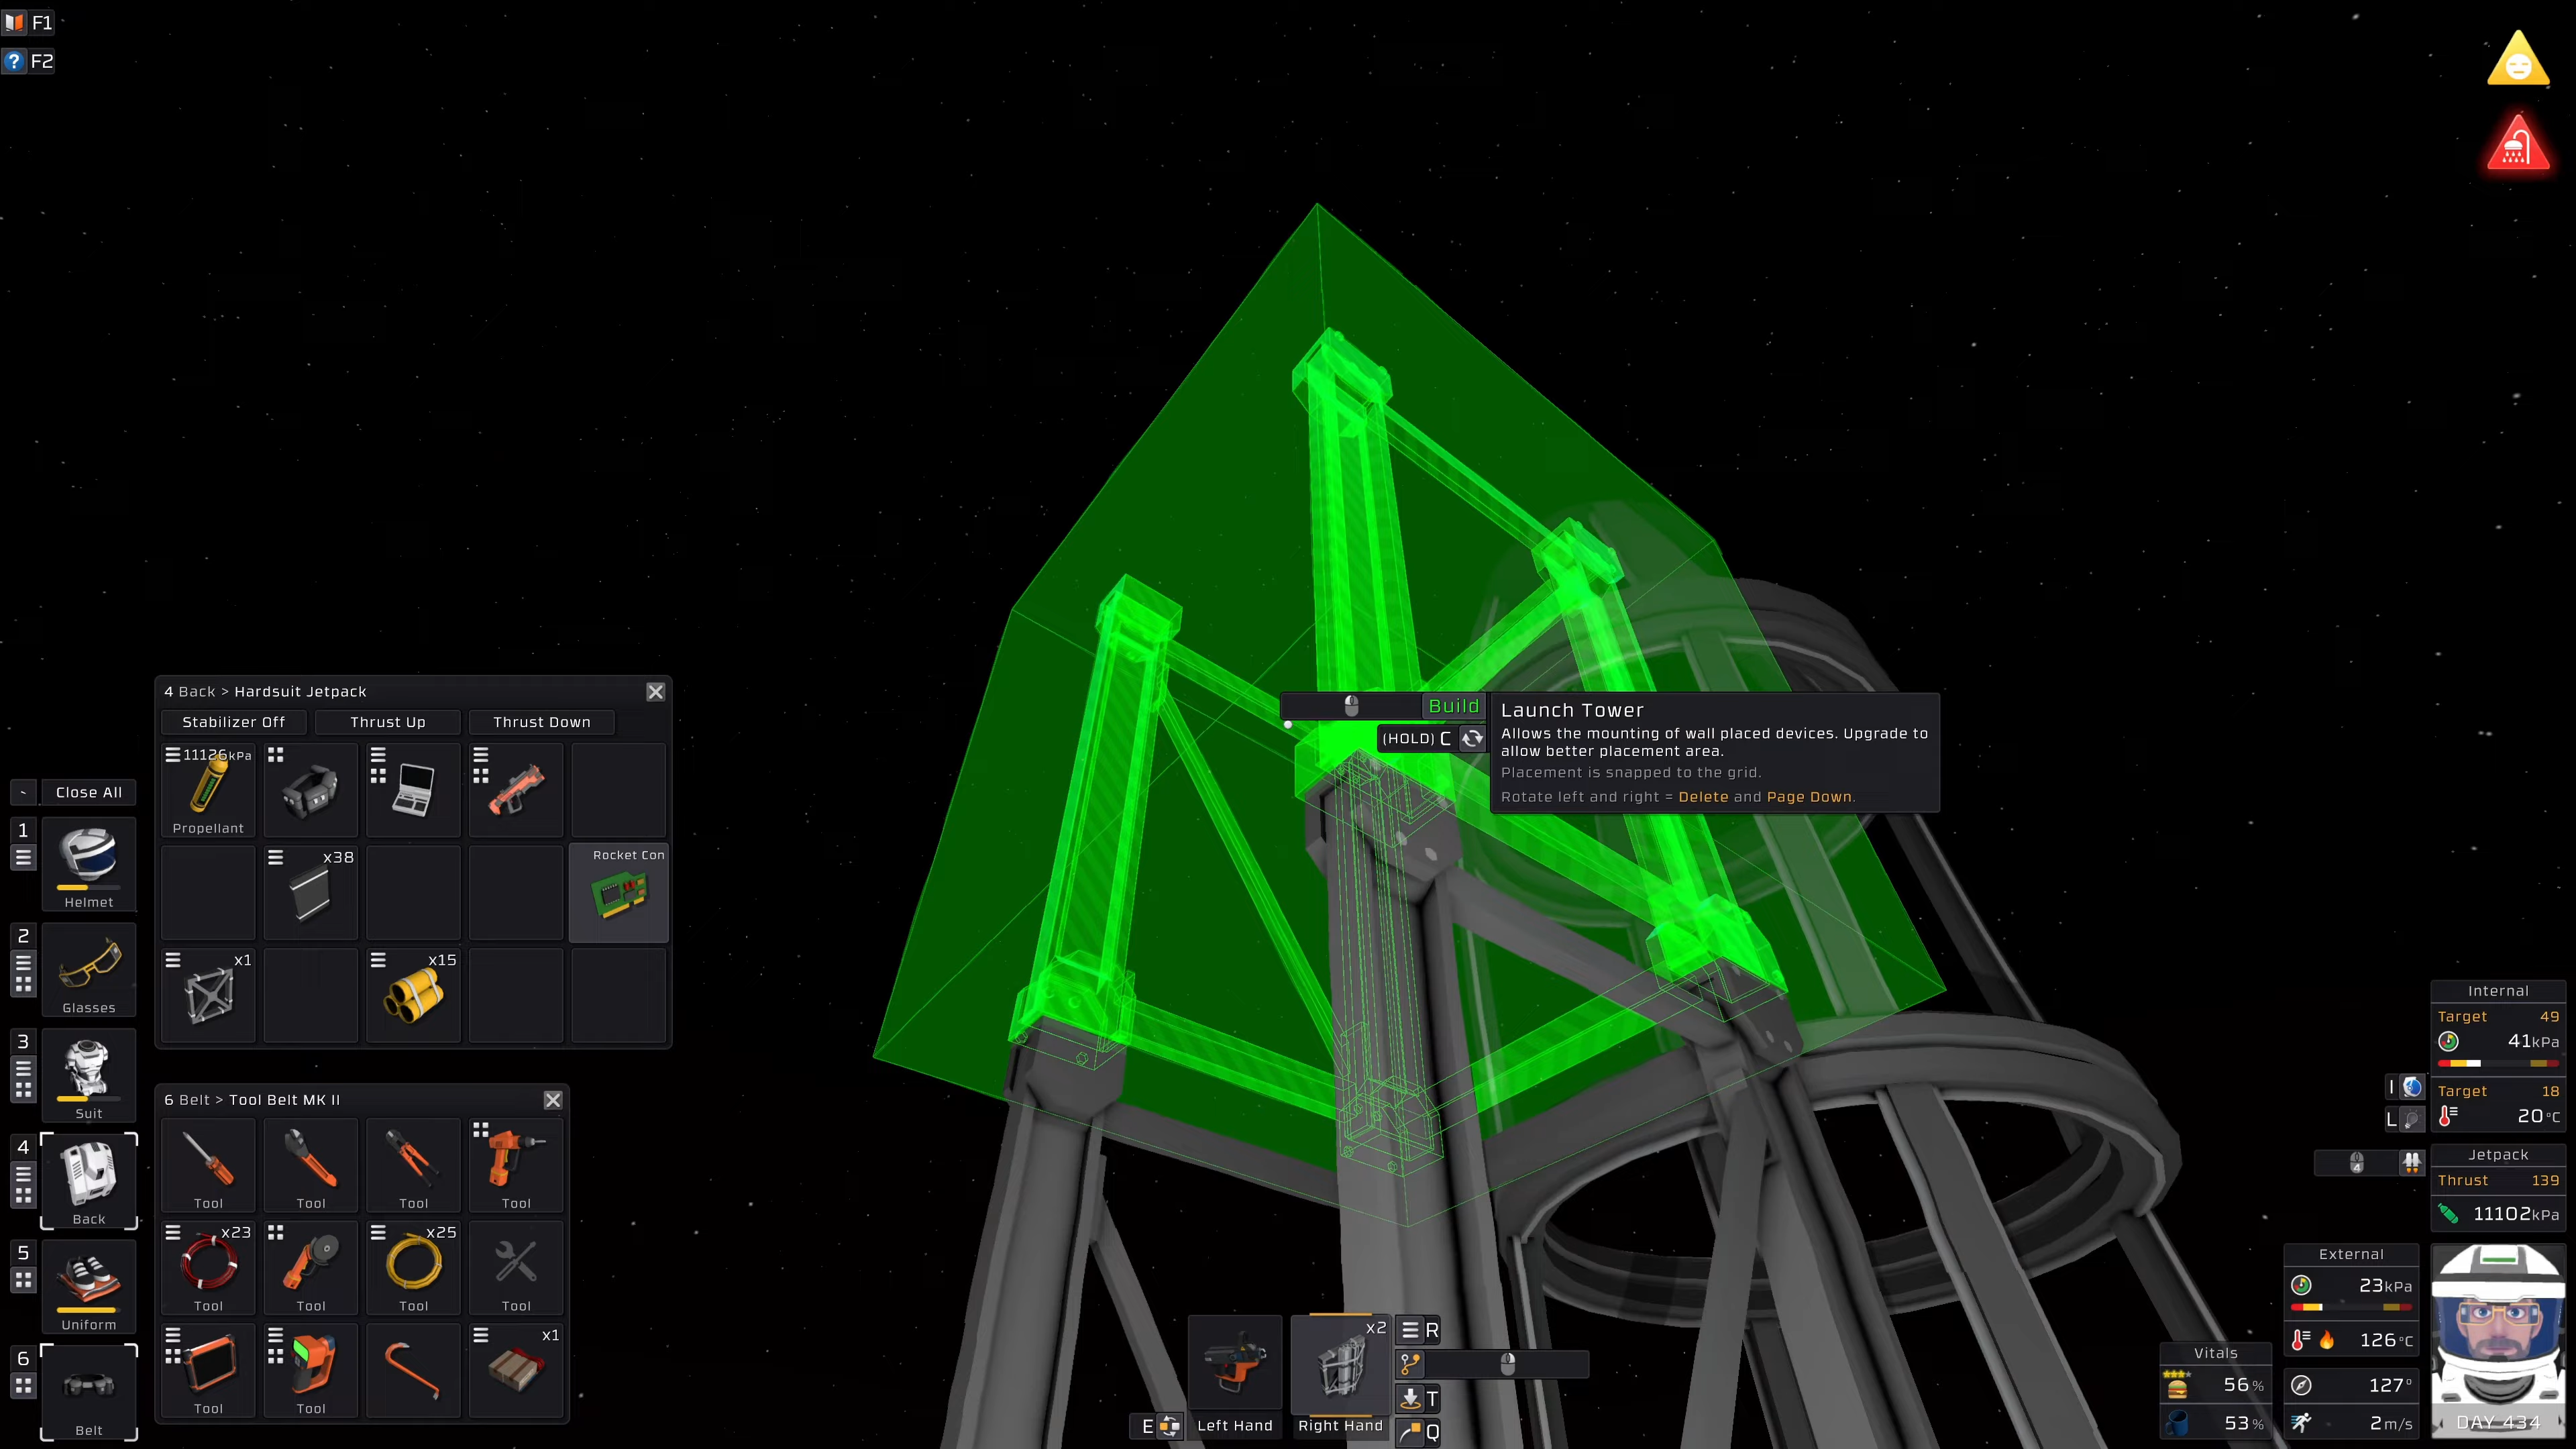 F1
F2
4 Back > Hardsuit Jetpack
Stabilizer Off
Thrust Up
Thrust Down
11126kPa
Propellant
x38
Rocket Con
x1
x15
~ Close All
1
Helmet
2
Glasses
3
Suit
4
Back
5
Uniform
6
Belt
6 Belt > Tool Belt MK II
Tool
Tool
Tool
Tool
x23
Tool
Tool
x25
Tool
Tool
Tool
Tool
x1
Build
(HOLD) C
Launch Tower
Allows the mounting of wall placed devices. Upgrade to
allow better placement area.
Placement is snapped to the grid.
Rotate left and right = Delete and Page Down.
E
Left Hand
x2
Right Hand
R
T
Q
Internal
Target 49
41kPa
Target 18
20°C
I
L
4
Jetpack
Thrust 139
11102kPa
External
23kPa
126°C
127°
2m/s
Vitals
56%
53%
DAY 434